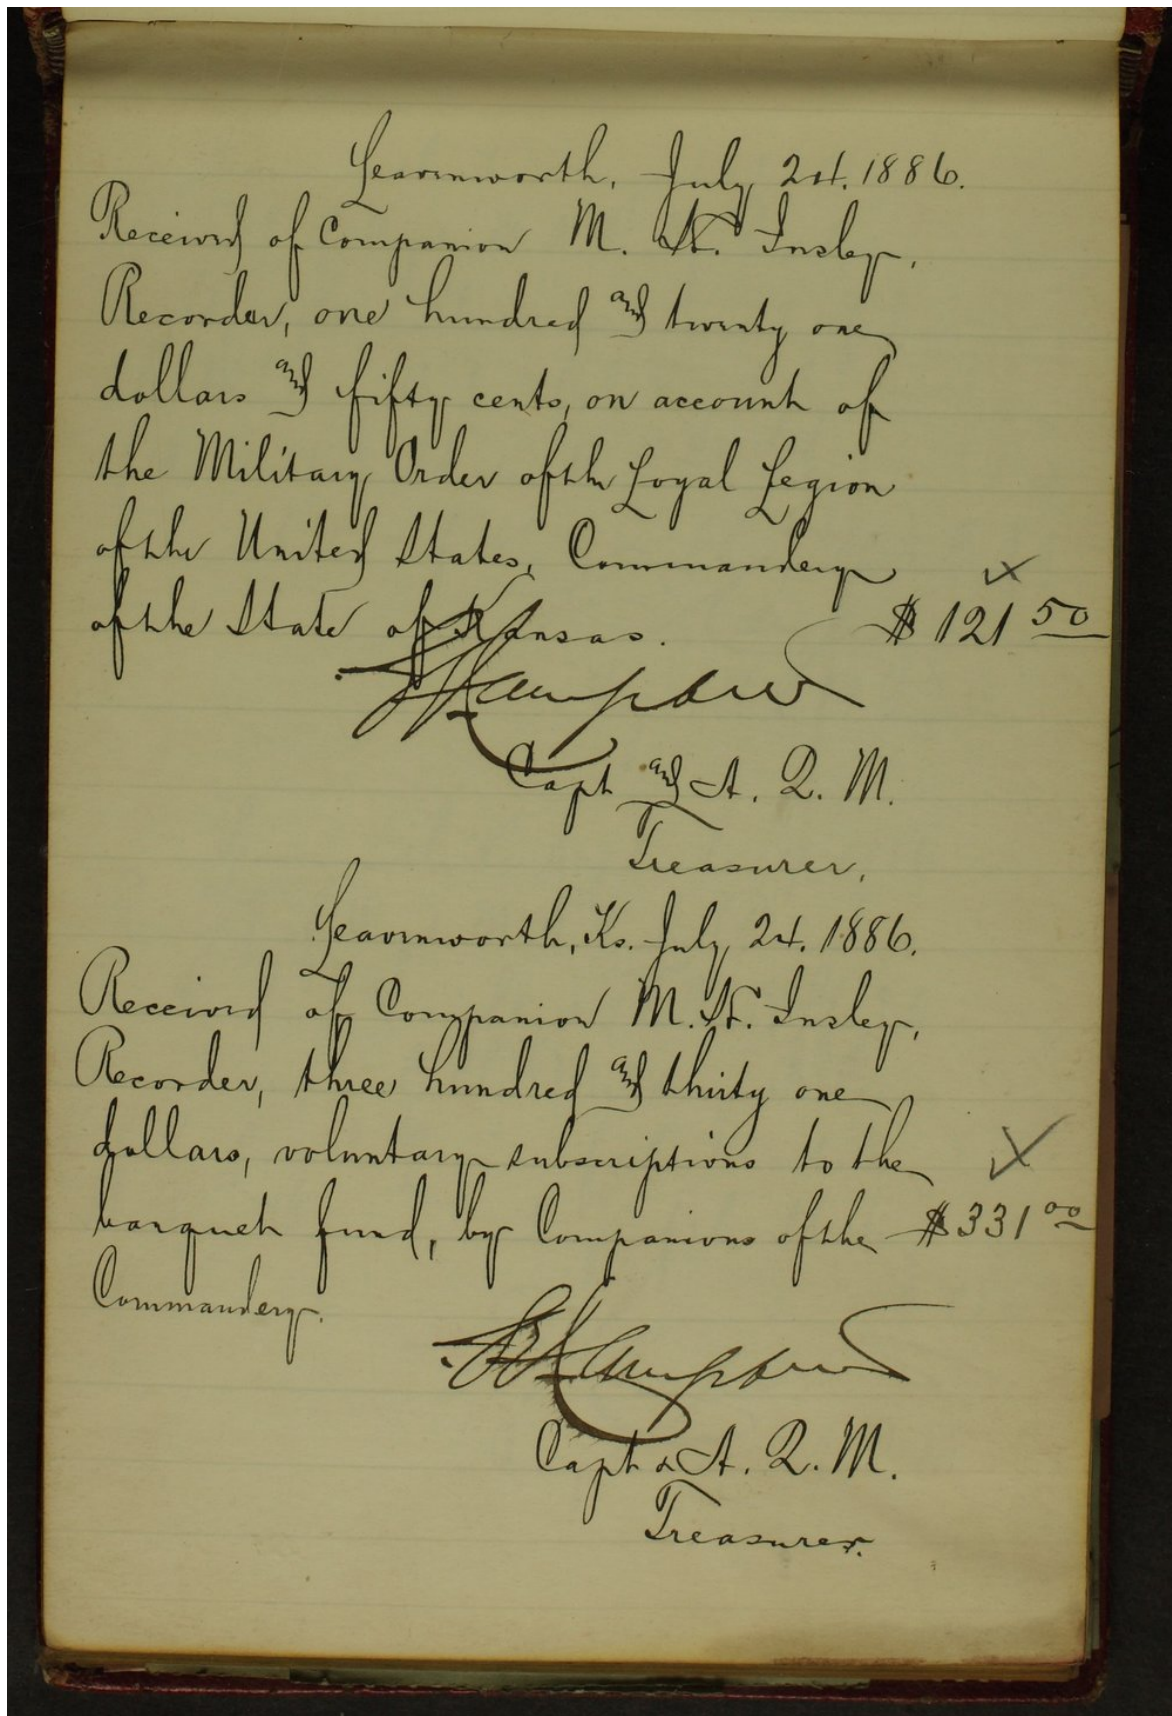 Leavenworth, July 24. 1886.
Received of Companion M. H. Insley,
Recorder, one hundred and twenty one
dollars and fifty cents, on account of
the Military Order of the Loyal Legion
of the United States, Commandery
of the State of Kansas. $121 50
Capt and A. Q. M.
Treasurer.
Leavenworth, Ks. July 24. 1886.
Received of Companion M. H. Insley,
Recorder, three hundred and thirty one
dollars, voluntary subscriptions to the
banquet fund, by Companions of the $331 00
Commandery.
Capt & A. Q. M.
Treasurer.